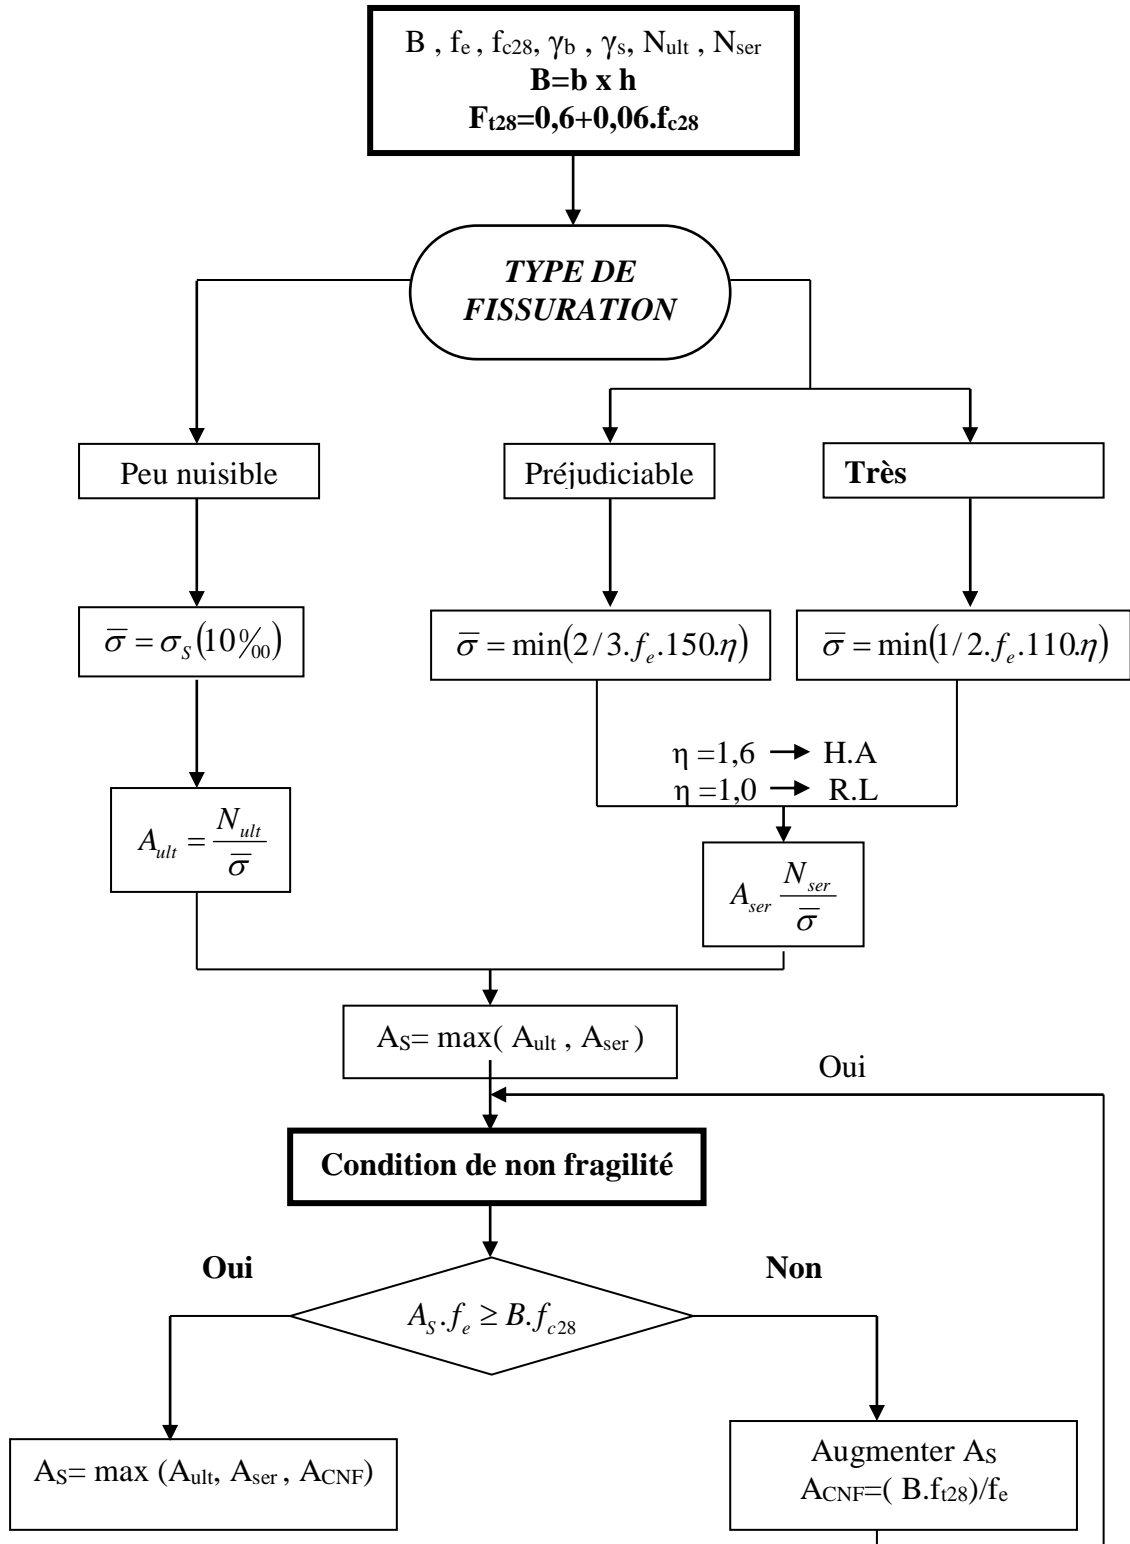 B , fe , fc28, γb , γs, Nult , Nser
B=b x h
Ft28=0,6+0,06.fc28
TYPE DE
FISSURATION
Peu nuisible
Préjudiciable
Très
σ̅ = σS(10‰0)
σ̅ = min(2/3.fe.150.η)
σ̅ = min(1/2.fe.110.η)
η =1,6 → H.A
η =1,0 → R.L
Ault = Nult / σ̅
Aser Nser / σ̅
AS= max( Ault , Aser )
Oui
Condition de non fragilité
Oui
Non
AS.fe ≥ B.fc28
AS= max (Ault, Aser , ACNF)
Augmenter AS
ACNF=( B.ft28)/fe